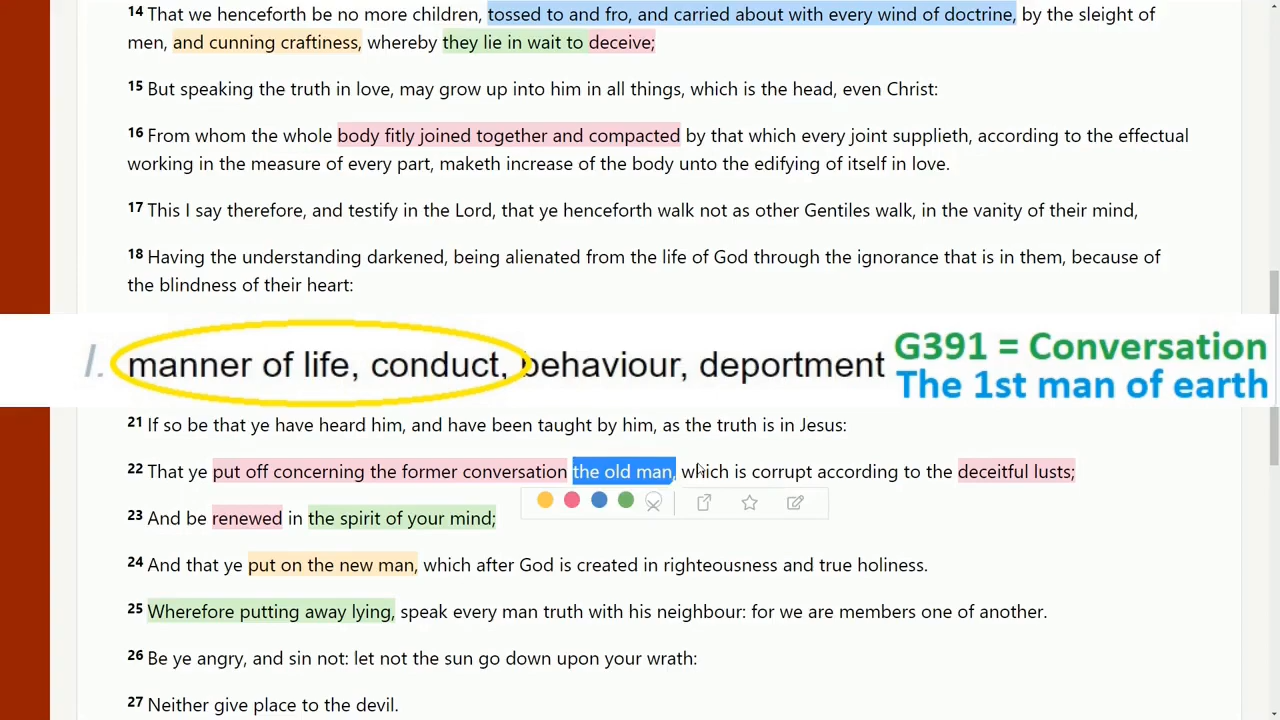 14 That we henceforth be no more children, tossed to and fro, and carried about with every wind of doctrine, by the sleight of
men, and cunning craftiness, whereby they lie in wait to deceive;
15 But speaking the truth in love, may grow up into him in all things, which is the head, even Christ:
16 From whom the whole body fitly joined together and compacted by that which every joint supplieth, according to the effectual
working in the measure of every part, maketh increase of the body unto the edifying of itself in love.
17 This I say therefore, and testify in the Lord, that ye henceforth walk not as other Gentiles walk, in the vanity of their mind,
18 Having the understanding darkened, being alienated from the life of God through the ignorance that is in them, because of
the blindness of their heart:
I. manner of life, conduct, behaviour, deportment
G391 = Conversation
The 1st man of earth
21 If so be that ye have heard him, and have been taught by him, as the truth is in Jesus:
22 That ye put off concerning the former conversation the old man, which is corrupt according to the deceitful lusts;
23 And be renewed in the spirit of your mind;
24 And that ye put on the new man, which after God is created in righteousness and true holiness.
25 Wherefore putting away lying, speak every man truth with his neighbour: for we are members one of another.
26 Be ye angry, and sin not: let not the sun go down upon your wrath:
27 Neither give place to the devil.